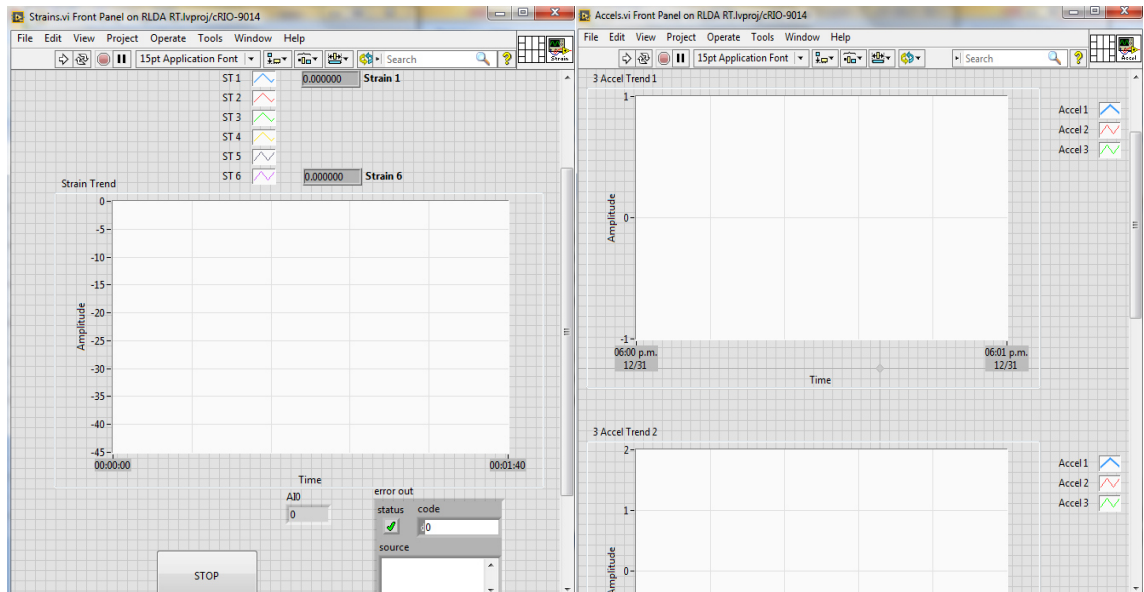 Strains.vi Front Panel on RLDA RT.lvproj/cRIO-9014
File Edit View Project Operate Tools Window Help
15pt Application Font
Search
Strain
ST 1
0.000000 Strain 1
ST 2
ST 3
ST 4
ST 5
ST 6
0.000000 Strain 6
Strain Trend
Amplitude
0
-5
-10
-15
-20
-25
-30
-35
-40
-45
00:00:00
00:01:40
Time
AI0
0
error out
status code
0
source
STOP
Accels.vi Front Panel on RLDA RT.lvproj/cRIO-9014
File Edit View Project Operate Tools Window Help
15pt Application Font
Search
Accel
3 Accel Trend 1
Amplitude
1
0
-1
06:00 p.m.
12/31
06:01 p.m.
12/31
Time
Accel 1
Accel 2
Accel 3
3 Accel Trend 2
Amplitude
2
1
0
Accel 1
Accel 2
Accel 3